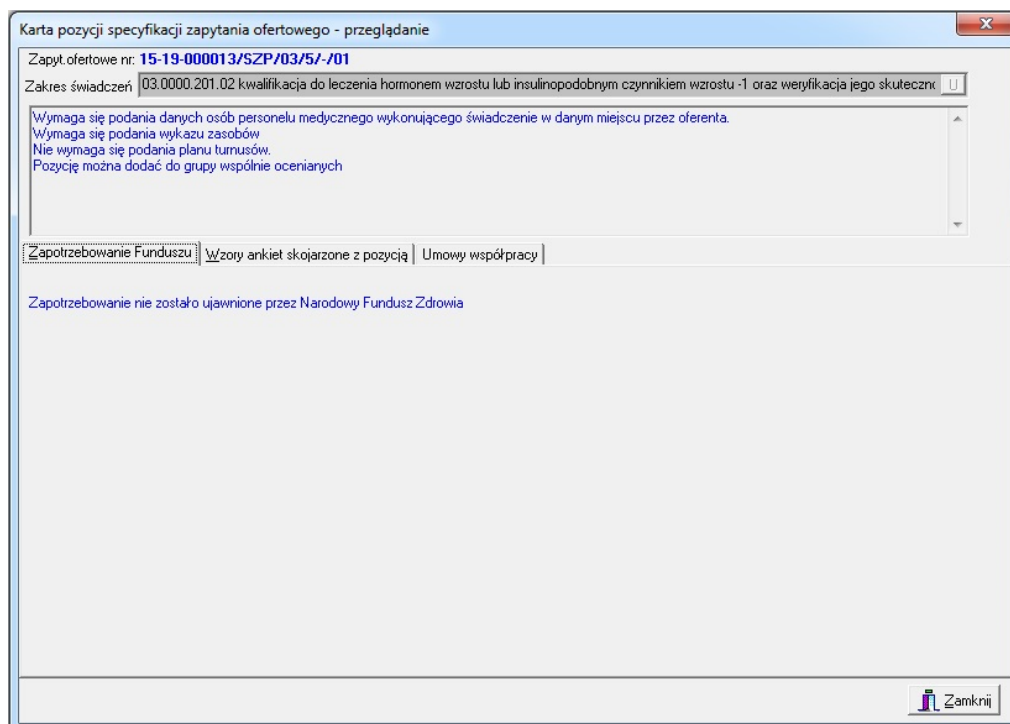 Karta pozycji specyfikacji zapytania ofertowego - przeglądanie
Zapyt.ofertowe nr: 15-19-000013/SZP/03/5/-/01
Zakres świadczeń 03.0000.201.02 kwalifikacja do leczenia hormonem wzrostu lub insulinopodobnym czynnikiem wzrostu -1 oraz weryfikacja jego skuteczno U
Wymaga się podania danych osób personelu medycznego wykonującego świadczenie w danym miejscu przez oferenta.
Wymaga się podania wykazu zasobów
Nie wymaga się podania planu turnusów.
Pozycję można dodać do grupy wspólnie ocenianych
Zapotrzebowanie Funduszu Wzory ankiet skojarzone z pozycją Umowy współpracy
Zapotrzebowanie nie zostało ujawnione przez Narodowy Fundusz Zdrowia
Zamknij